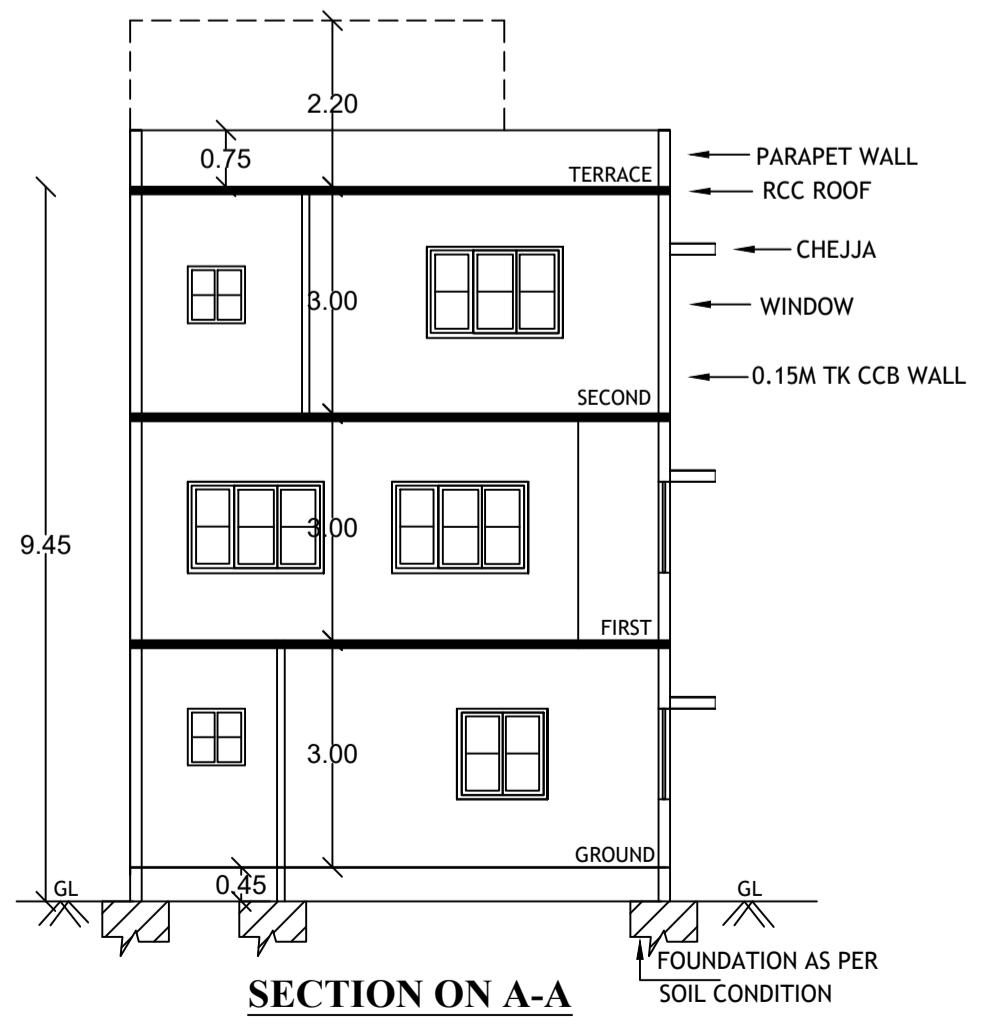 2.20
0.75
TERRACE
PARAPET WALL
RCC ROOF
CHEJJA
3.00
WINDOW
0.15M TK CCB WALL
SECOND
3.00
9.45
FIRST
3.00
GROUND
0.45
GL
GL
FOUNDATION AS PER
SOIL CONDITION
SECTION ON A-A